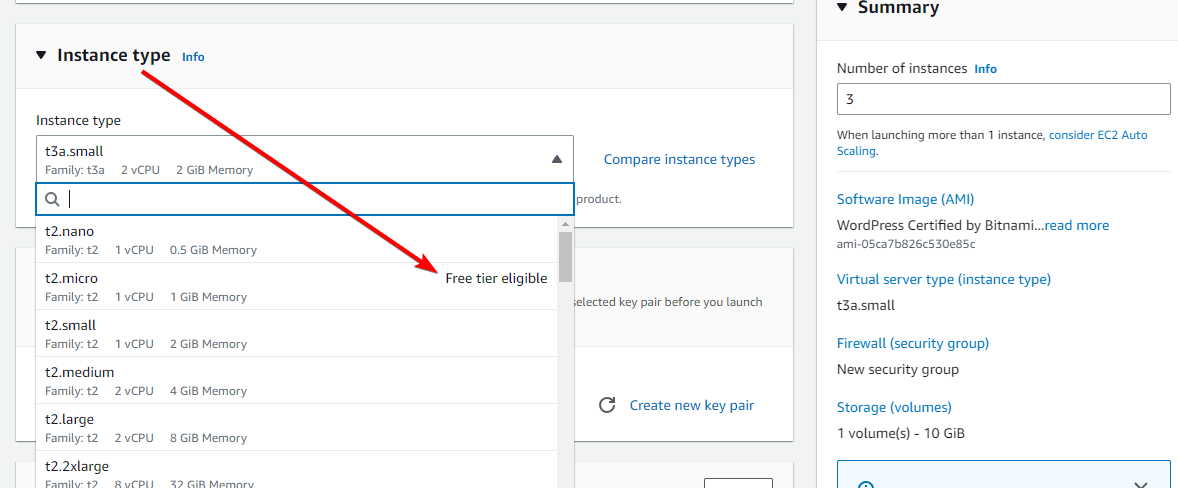 Instance type Info
Instance type
t3a.small
Family: t3a 2 vCPU 2 GiB Memory
Compare instance types
product.
t2.nano
Family: t2 1 vCPU 0.5 GiB Memory
t2.micro
Family: t2 1 vCPU 1 GiB Memory
Free tier eligible
t2.small
Family: t2 1 vCPU 2 GiB Memory
t2.medium
Family: t2 2 vCPU 4 GiB Memory
t2.large
Family: t2 2 vCPU 8 GiB Memory
t2.2xlarge
Family: t2 8 vCPU 32 GiB Memory
selected key pair before you launch
Create new key pair
Summary
Number of instances Info
3
When launching more than 1 instance, consider EC2 Auto
Scaling.
Software Image (AMI)
WordPress Certified by Bitnami...read more
ami-05ca7b826c530e85c
Virtual server type (instance type)
t3a.small
Firewall (security group)
New security group
Storage (volumes)
1 volume(s) - 10 GiB